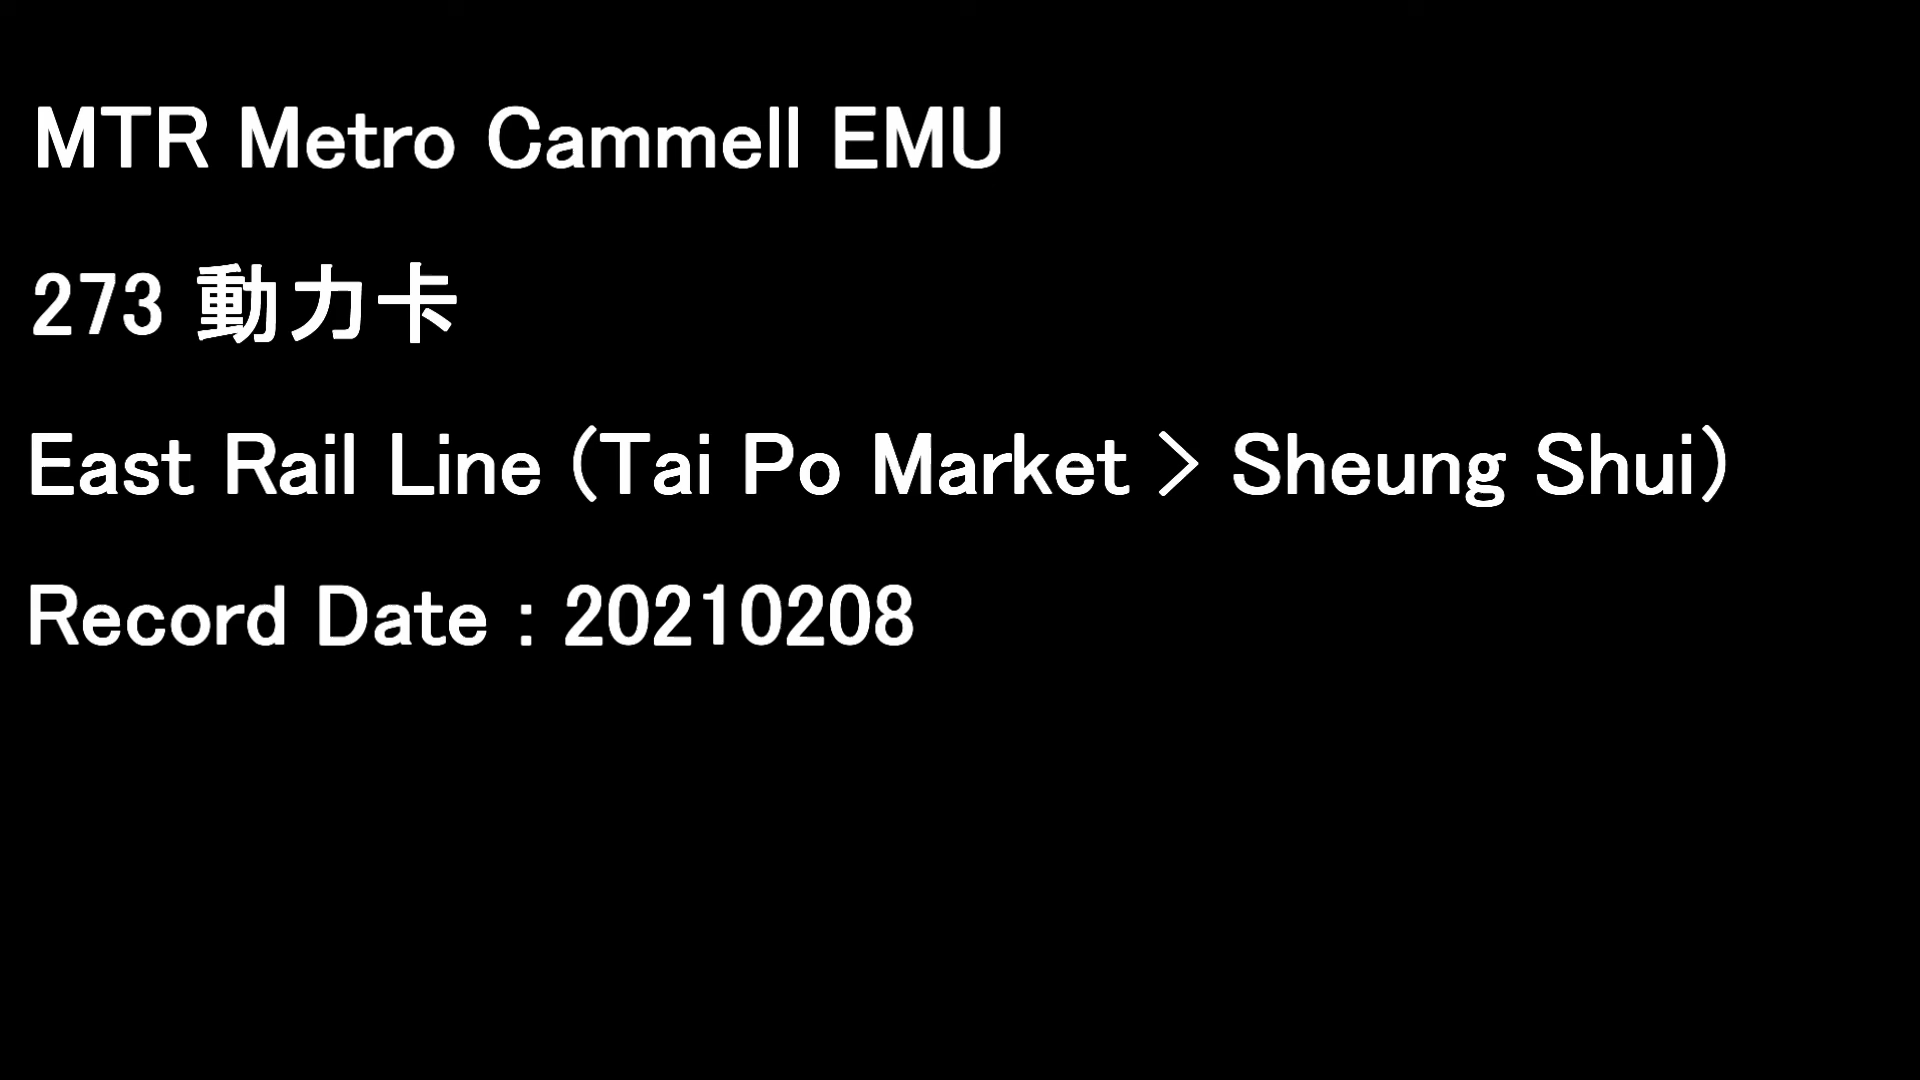 MTR Metro Cammell EMU
273 動力卡
East Rail Line (Tai Po Market > Sheung Shui)
Record Date : 20210208